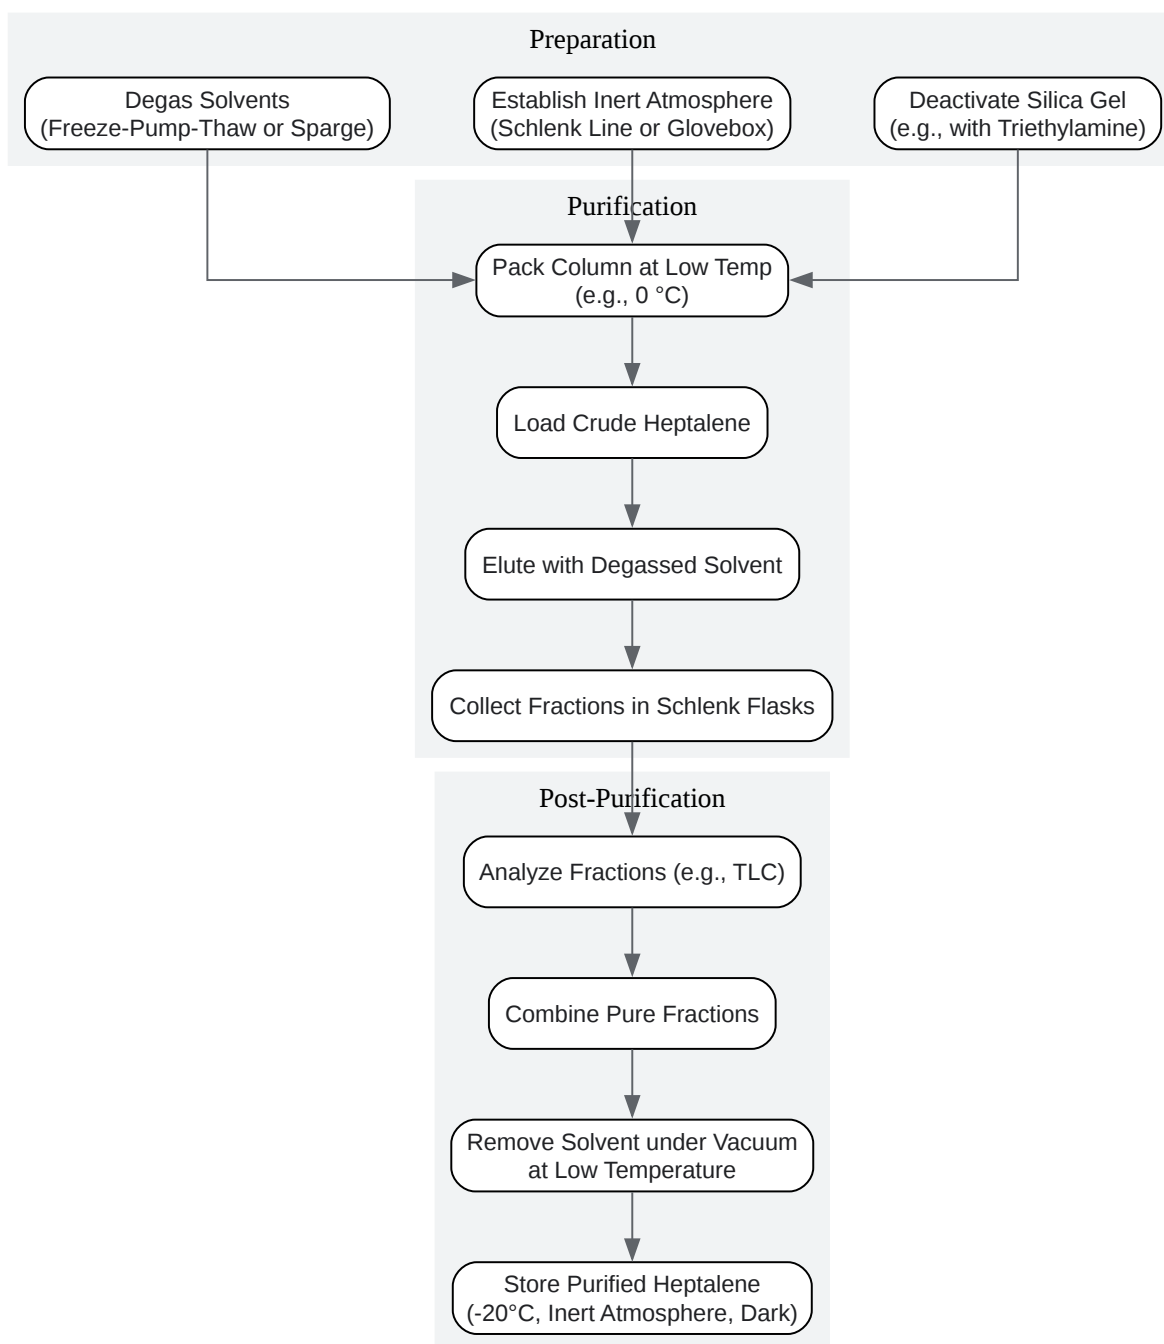 Preparation
Degas Solvents
(Freeze-Pump-Thaw or Sparge)
Establish Inert Atmosphere
(Schlenk Line or Glovebox)
Deactivate Silica Gel
(e.g., with Triethylamine)
Purification
Pack Column at Low Temp
(e.g., 0 °C)
Load Crude Heptalene
Elute with Degassed Solvent
Collect Fractions in Schlenk Flasks
Post-Purification
Analyze Fractions (e.g., TLC)
Combine Pure Fractions
Remove Solvent under Vacuum
at Low Temperature
Store Purified Heptalene
(-20°C, Inert Atmosphere, Dark)